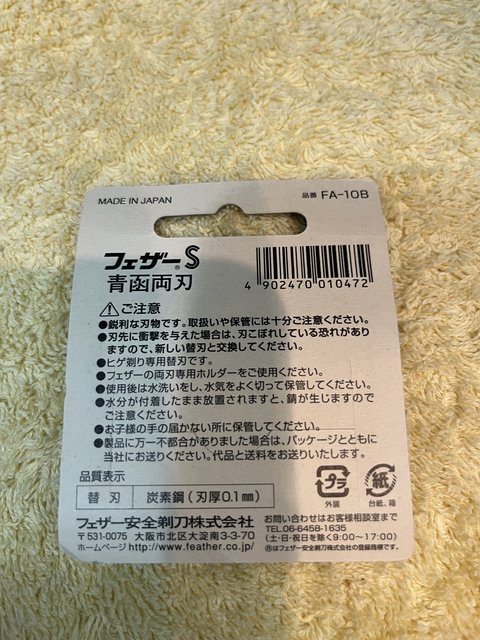 MADE IN JAPAN
品番 FA-10B
フェザー®S
青函両刃
4 902470 010472
⚠ご注意
●鋭利な刃物です。取扱いや保管には十分ご注意ください。
●刃先に衝撃を与えた場合は、刃こぼれしている恐れがあり
ますので、新しい替刃と交換してください。
●ヒゲ剃り専用替刃です。
●フェザーの両刃専用ホルダーをご使用ください。
●使用後は水洗いをし、水気をよく切って保管してください。
●水分が付着したまま放置されますと、錆が生じますので
ご注意ください。
●お子様の手の届かない所に保管してください。
●製品に万一不都合がありました場合は、パッケージとともに
当社にお送りください。代品と送料をお送りいたします。
品質表示
替 刃 炭素鋼(刃厚0.1㎜)
プラ
外装
紙
台紙、箱
フェザー安全剃刀株式会社
〒531-0075 大阪市北区大淀南3-3-70
ホームページ http://www.feather.co.jp/
お問い合わせはお客様相談室まで
TEL.06-6458-1635
(土・日・祝日を除く9:00~17:00)
Ⓡはフェザー安全剃刀株式会社の登録商標です。